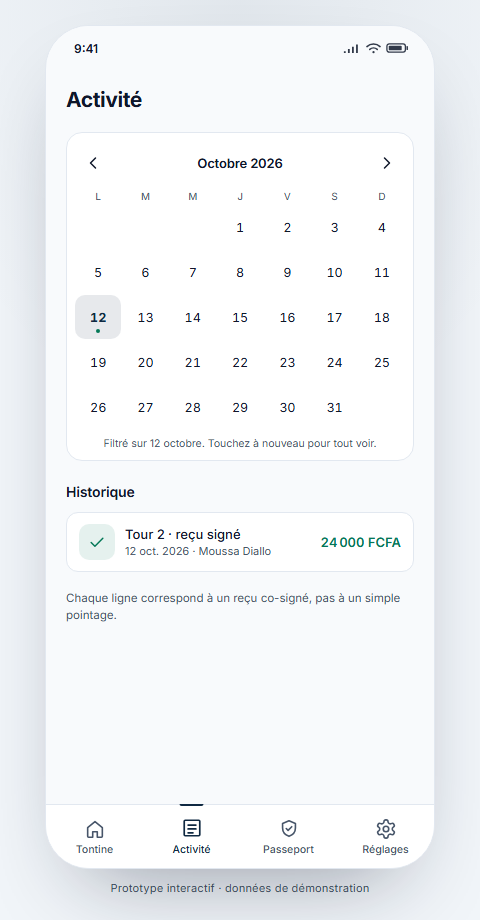 9:41
Activité
Octobre 2026
L M M J V S D
1 2 3 4
5 6 7 8 9 10 11
12 13 14 15 16 17 18
19 20 21 22 23 24 25
26 27 28 29 30 31
Filtré sur 12 octobre. Touchez à nouveau pour tout voir.
Historique
Tour 2 · reçu signé
12 oct. 2026 · Moussa Diallo
24 000 FCFA
Chaque ligne correspond à un reçu co-signé, pas à un simple
pointage.
Tontine Activité Passeport Réglages
Prototype interactif · données de démonstration